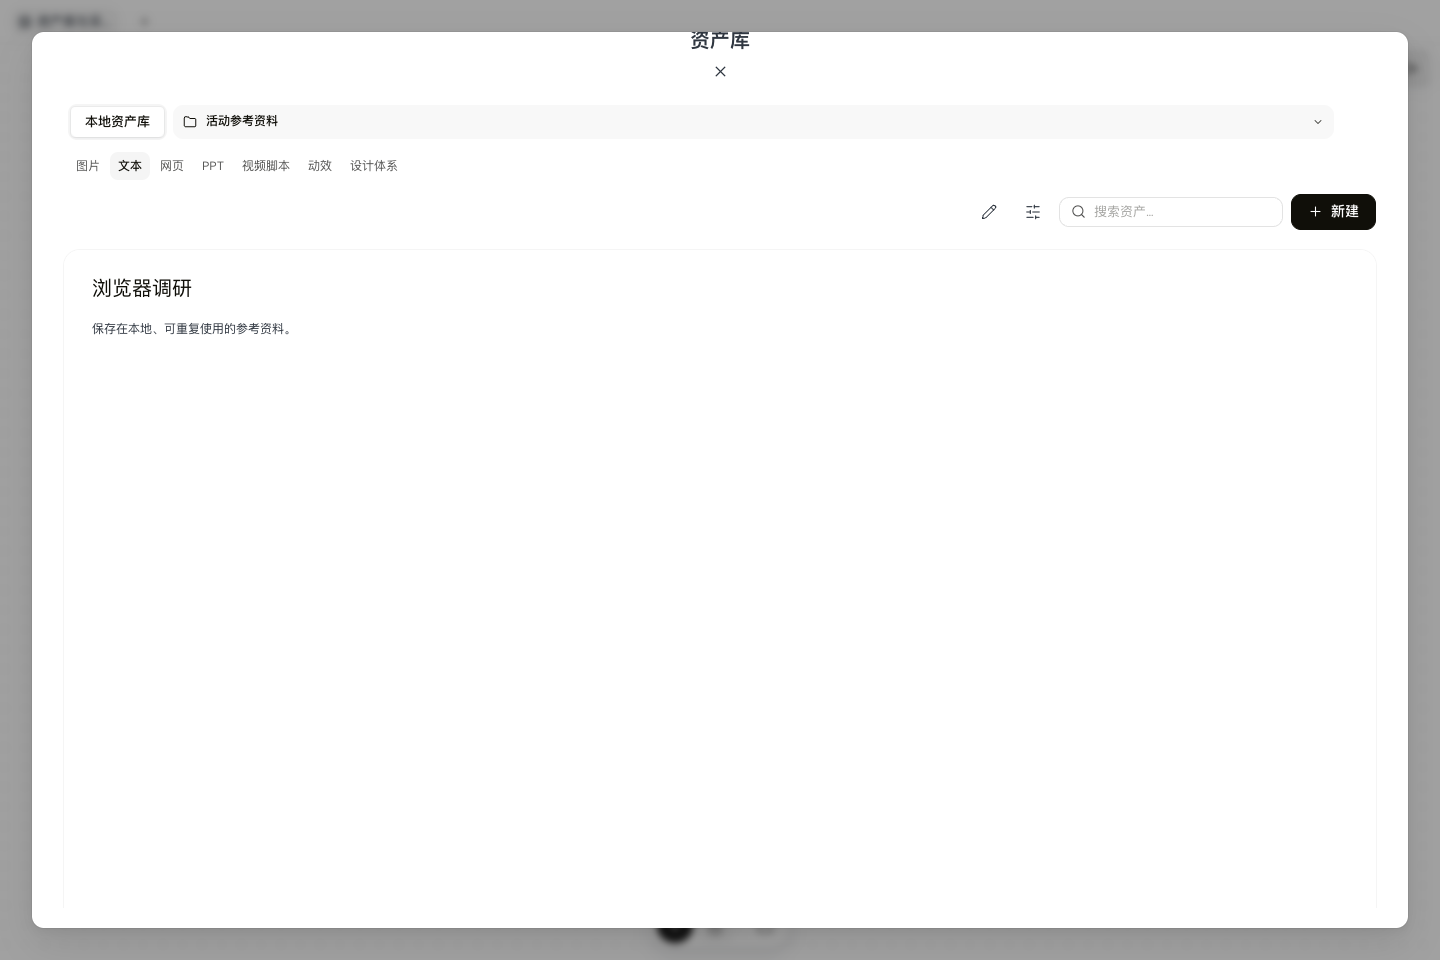 资产库
本地资产库
活动参考资料
图片 文本 网页 PPT 视频脚本 动效 设计体系
搜索资产...
新建
浏览器调研
保存在本地、可重复使用的参考资料。